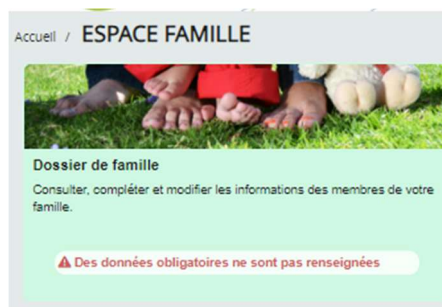 Accueil / ESPACE FAMILLE
Dossier de famille
Consulter, compléter et modifier les informations des membres de votre
famille.
Des données obligatoires ne sont pas renseignées